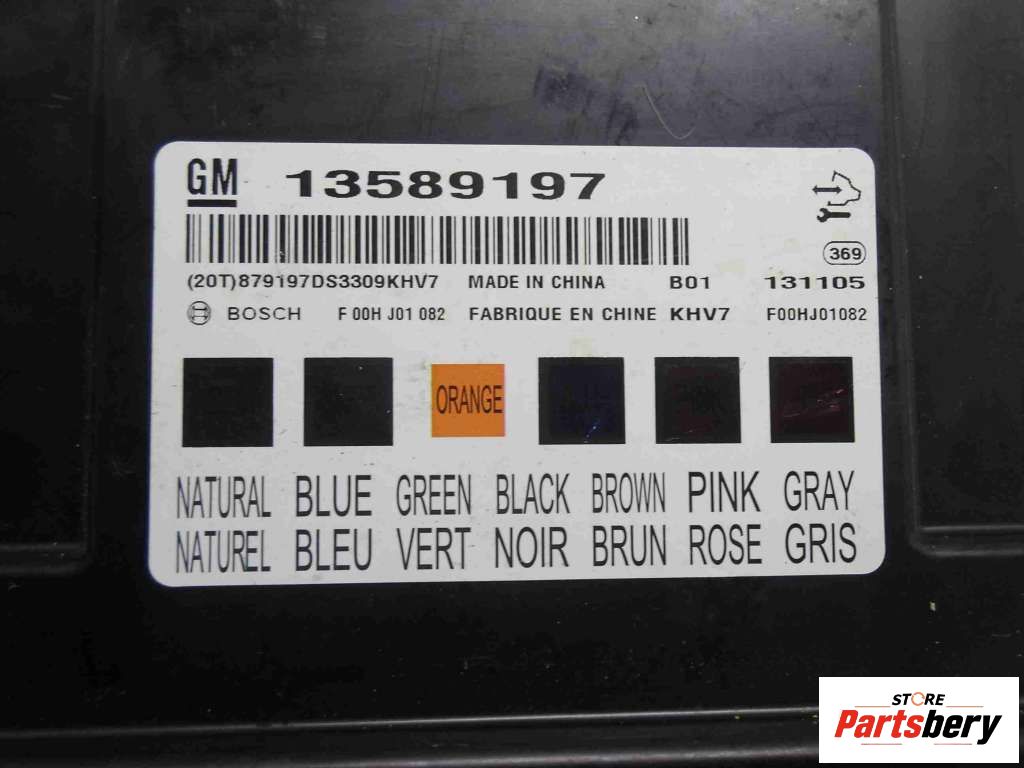 GM 13589197
369
(20T)879197DS3309KHV7 MADE IN CHINA B01 131105
BOSCH F 00H J01 082 FABRIQUE EN CHINE KHV7 F00HJ01082
ORANGE
NATURAL BLUE GREEN BLACK BROWN PINK GRAY
NATUREL BLEU VERT NOIR BRUN ROSE GRIS
STORE
Partsbery